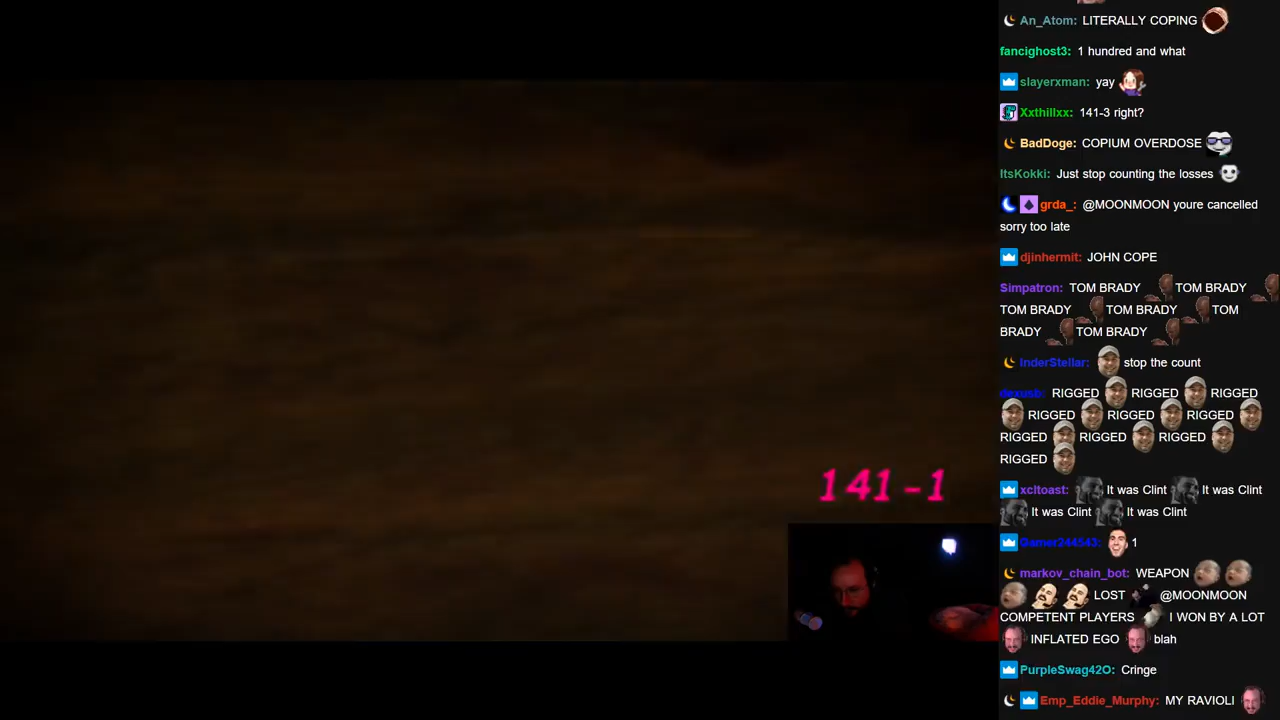 An_Atom: LITERALLY COPING
fancighost3: 1 hundred and what
slayerxman: yay
Xxthillxx: 141-3 right?
BadDoge: COPIUM OVERDOSE
ItsKokki: Just stop counting the losses
grda_: @MOONMOON youre cancelled
sorry too late
djinhermit: JOHN COPE
Simpatron: TOM BRADY TOM BRADY
TOM BRADY TOM BRADY TOM
BRADY TOM BRADY
InderStellar: stop the count
dexusb: RIGGED RIGGED RIGGED
RIGGED RIGGED RIGGED
RIGGED RIGGED RIGGED
RIGGED
xcltoast: It was Clint It was Clint
It was Clint It was Clint
Gamer244543: 1
markov_chain_bot: WEAPON
LOST @MOONMOON
COMPETENT PLAYERS I WON BY A LOT
INFLATED EGO blah
PurpleSwag42O: Cringe
Emp_Eddie_Murphy: MY RAVIOLI
141-1